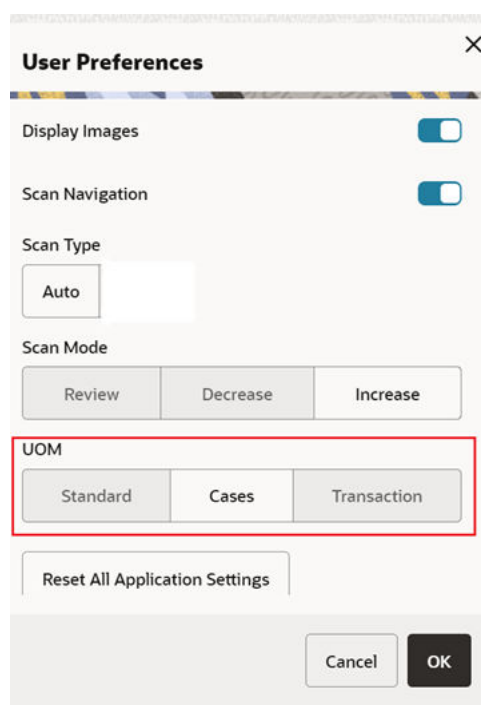 User Preferences
Display Images
Scan Navigation
Scan Type
Auto
Scan Mode
Review Decrease Increase
UOM
Standard Cases Transaction
Reset All Application Settings
Cancel OK